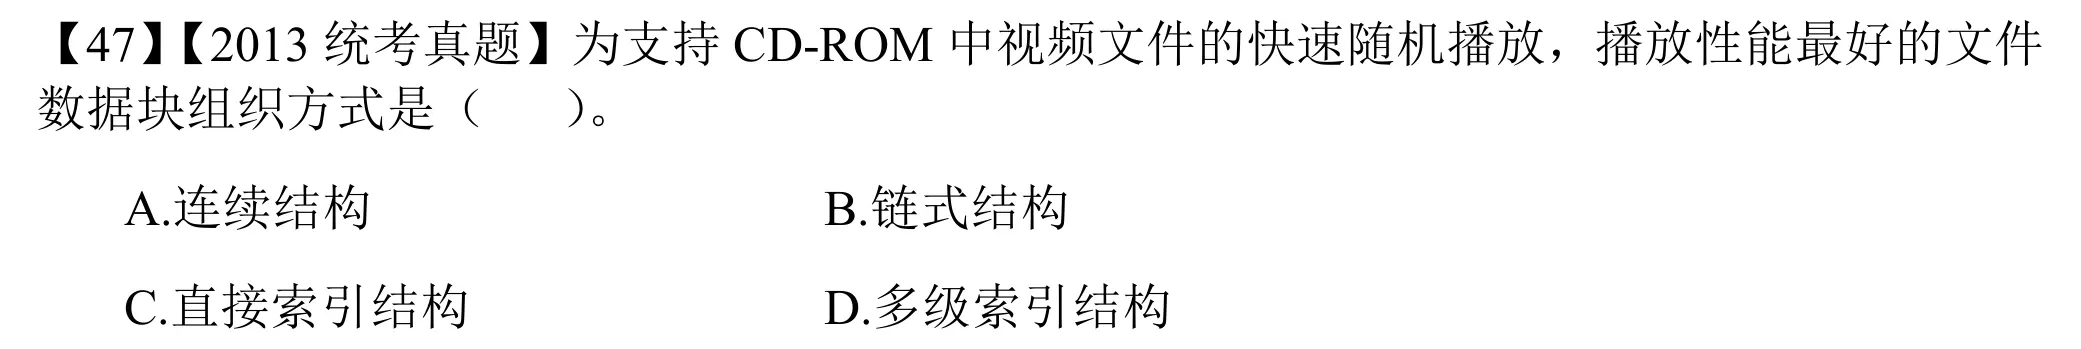 【47】【2013 统考真题】为支持 CD-ROM 中视频文件的快速随机播放，播放性能最好的文件
数据块组织方式是（　　）。
A.连续结构　　B.链式结构
C.直接索引结构　　D.多级索引结构